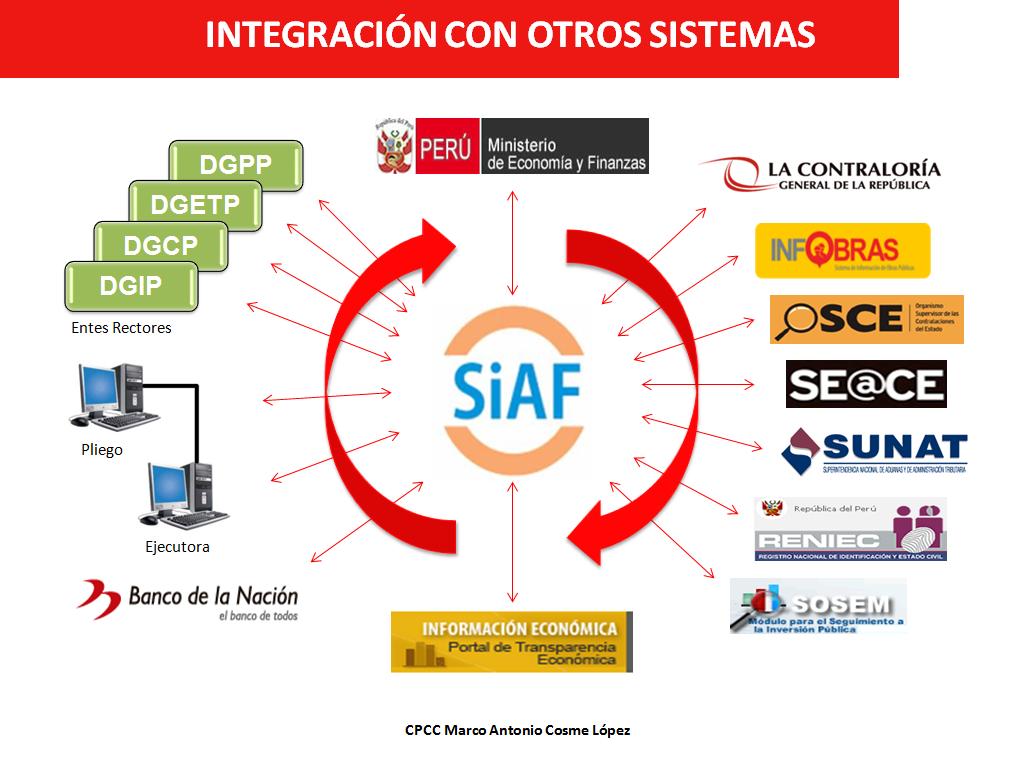 INTEGRACIÓN CON OTROS SISTEMAS
República del Perú
PERÚ
Ministerio
de Economía y Finanzas
DGPP
DGETP
DGCP
DGIP
Entes Rectores
Pliego
Ejecutora
Banco de la Nación
el banco de todos
SiAF
LA CONTRALORÍA
GENERAL DE LA REPÚBLICA
INFOBRAS
Sistema de Información de Obras Públicas
OSCE
Organismo
Supervisor de las
Contrataciones
del Estado
SE@CE
SUNAT
SUPERINTENDENCIA NACIONAL DE ADUANAS Y DE ADMINISTRACIÓN TRIBUTARIA
República del Perú
RENIEC
REGISTRO NACIONAL DE IDENTIFICACIÓN Y ESTADO CIVIL
SOSEM
Módulo para el Seguimiento a
la Inversión Pública
INFORMACIÓN ECONÓMICA
Portal de Transparencia
Económica
CPCC Marco Antonio Cosme López